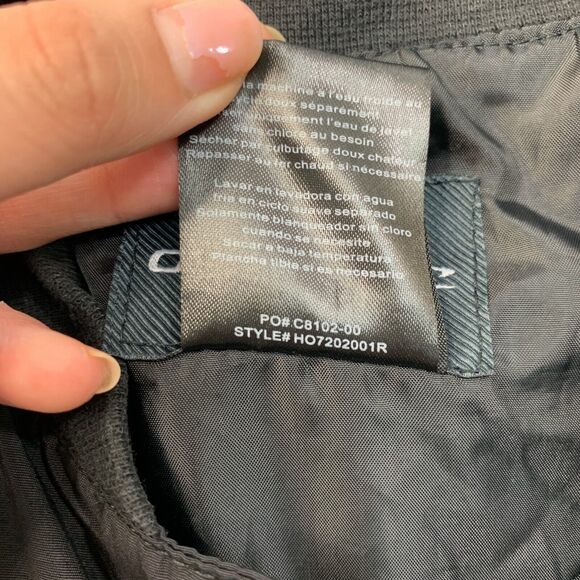 la machine à l'eau froide au
doux séparément
l'eau de javel
chlore au besoin
Sécher par culbutage doux chaleur
Repasser au fer chaud si nécessaire
Lavar en lavadora con agua
fria en ciclo suave separado
Solamente blanqueador sin cloro
cuando se necesite
Secar a baja temperatura
Plancha tibia si es necesario
PO#:C8102-00
STYLE# HO7202001R